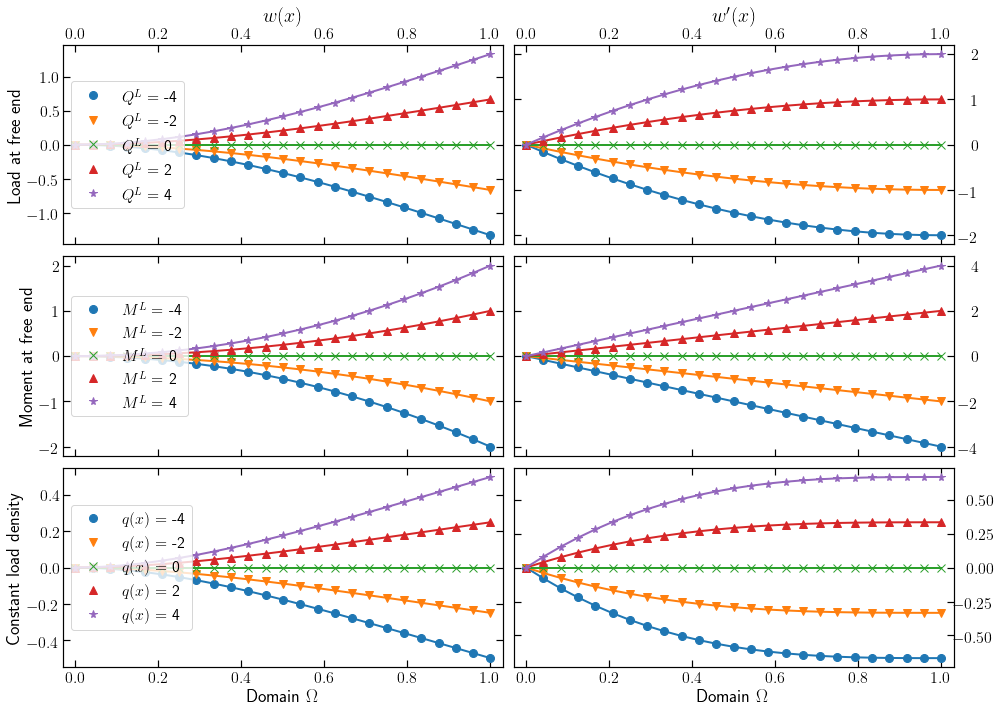 w(x)
w′(x)
0.0 0.2 0.4 0.6 0.8 1.0
0.0 0.2 0.4 0.6 0.8 1.0
Load at free end
1.0
0.5
0.0
−0.5
−1.0
Q^L = -4
Q^L = -2
Q^L = 0
Q^L = 2
Q^L = 4
2
1
0
−1
−2
Moment at free end
2
1
0
−1
−2
M^L = -4
M^L = -2
M^L = 0
M^L = 2
M^L = 4
4
2
0
−2
−4
Constant load density
0.4
0.2
0.0
−0.2
−0.4
q(x) = -4
q(x) = -2
q(x) = 0
q(x) = 2
q(x) = 4
0.50
0.25
0.00
−0.25
−0.50
0.0 0.2 0.4 0.6 0.8 1.0
0.0 0.2 0.4 0.6 0.8 1.0
Domain Ω
Domain Ω